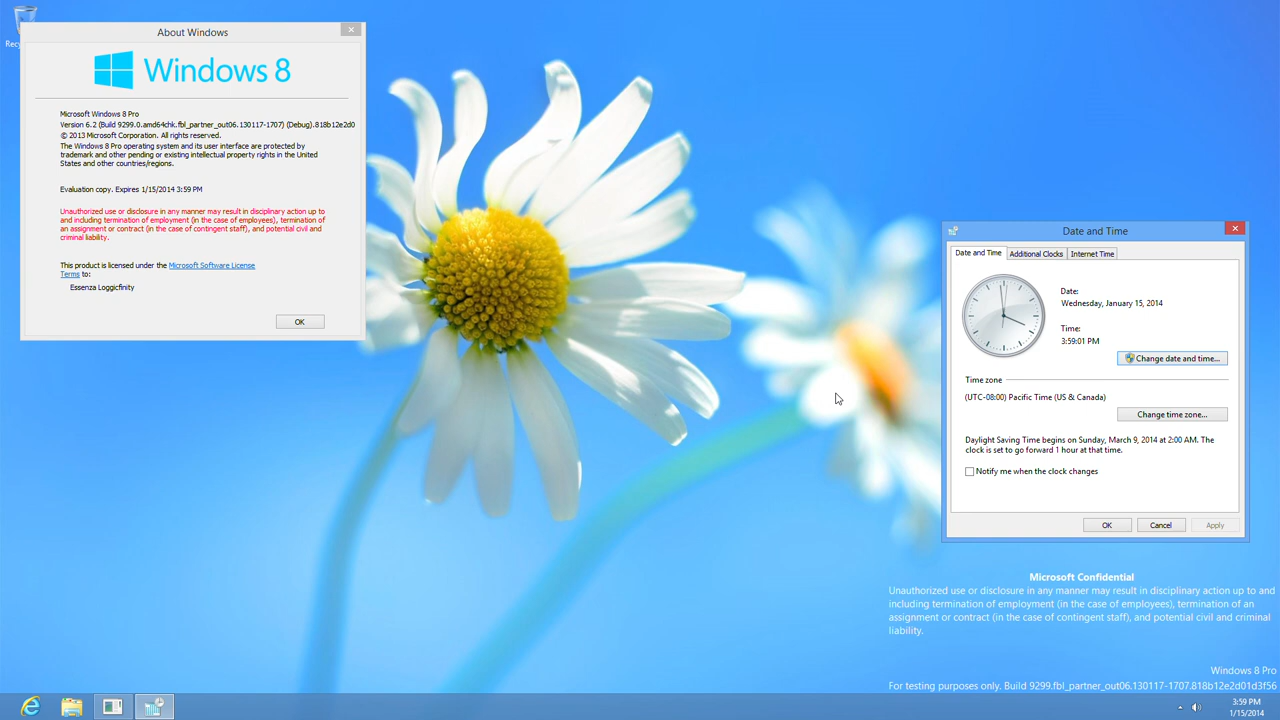 About Windows
Windows 8
Microsoft Windows 8 Pro
Version 6.2 (Build 9299.0.amd64chk.fbl_partner_out06.130117-1707) (Debug).818b12e2d0
© 2013 Microsoft Corporation. All rights reserved.
The Windows 8 Pro operating system and its user interface are protected by
trademark and other pending or existing intellectual property rights in the United
States and other countries/regions.
Evaluation copy. Expires 1/15/2014 3:59 PM
Unauthorized use or disclosure in any manner may result in disciplinary action up to
and including termination of employment (in the case of employees), termination of
an assignment or contract (in the case of contingent staff), and potential civil and
criminal liability.
This product is licensed under the Microsoft Software License
Terms to:
Essenza Loggicfinity
OK
Date and Time
Date and Time Additional Clocks Internet Time
Date:
Wednesday, January 15, 2014
Time:
3:59:01 PM
Change date and time...
Time zone
(UTC-08:00) Pacific Time (US & Canada)
Change time zone...
Daylight Saving Time begins on Sunday, March 9, 2014 at 2:00 AM. The
clock is set to go forward 1 hour at that time.
Notify me when the clock changes
OK Cancel Apply
Microsoft Confidential
Unauthorized use or disclosure in any manner may result in disciplinary action up to and
including termination of employment (in the case of employees), termination of an
assignment or contract (in the case of contingent staff), and potential civil and criminal
liability.
Windows 8 Pro
For testing purposes only. Build 9299.fbl_partner_out06.130117-1707.818b12e2d01d3f56
3:59 PM
1/15/2014